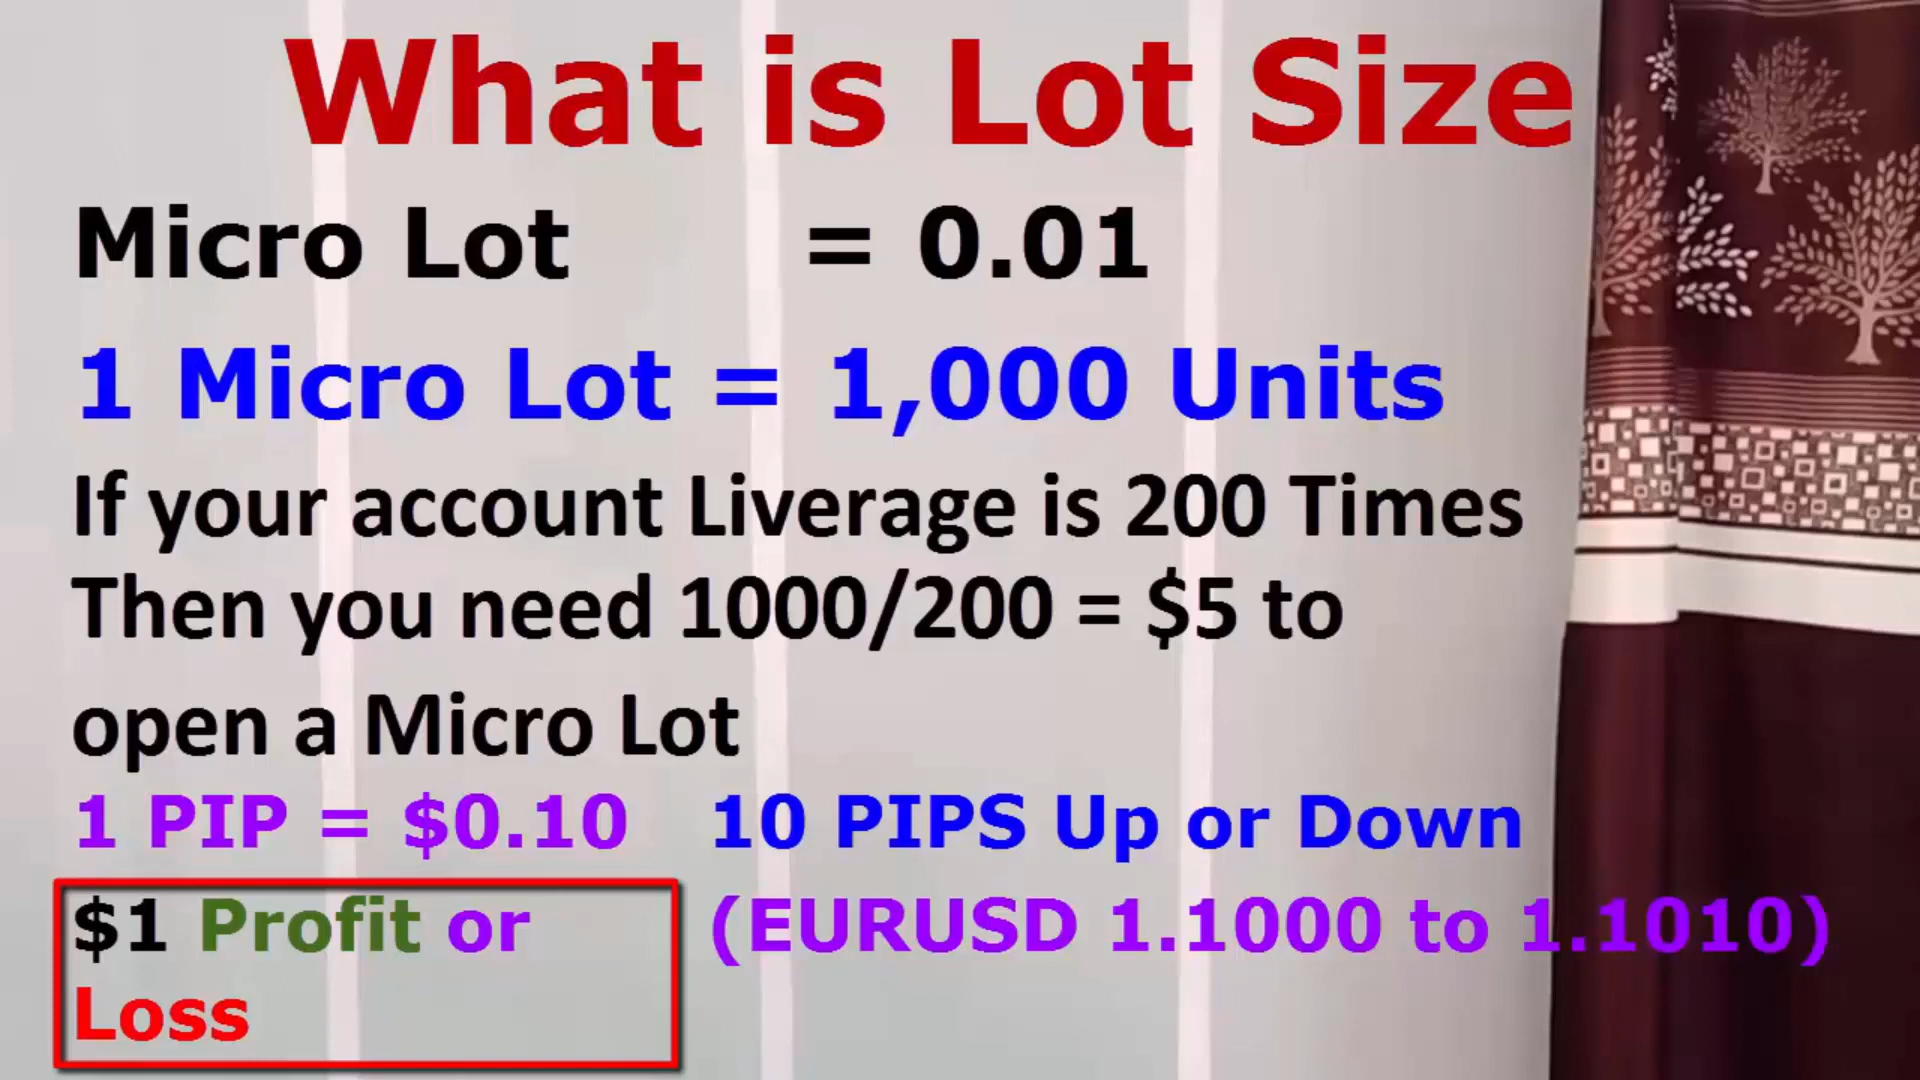 What is Lot Size
Micro Lot = 0.01
1 Micro Lot = 1,000 Units
If your account Liverage is 200 Times
Then you need 1000/200 = $5 to
open a Micro Lot
1 PIP = $0.10 10 PIPS Up or Down
$1 Profit or (EURUSD 1.1000 to 1.1010)
Loss